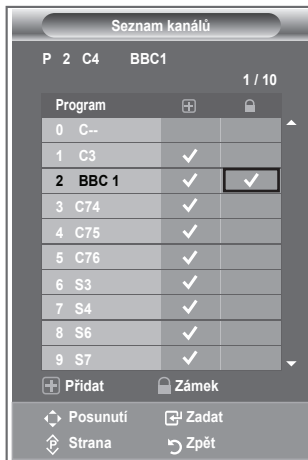 Seznam kanálů
P 2 C4 BBC1
1 / 10
Program
0 C--
1 C3
2 BBC 1
3 C74
4 C75
5 C76
6 S3
7 S4
8 S6
9 S7
Přidat Zámek
Posunutí Zadat
P Strana Zpět